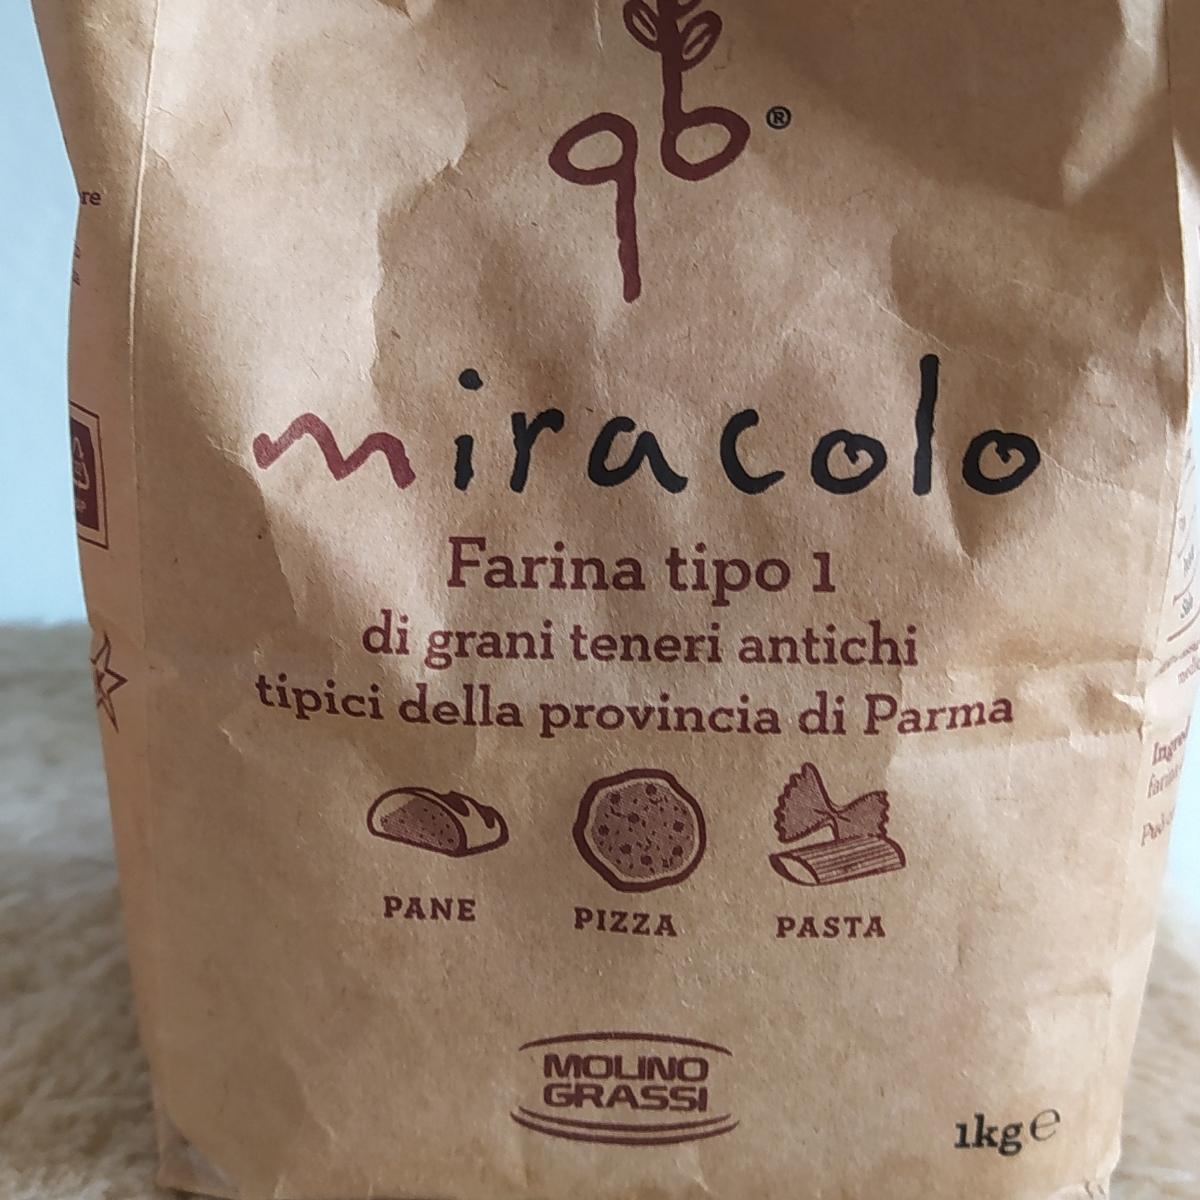 qb®
miracolo
Farina tipo 1
di grani teneri antichi
tipici della provincia di Parma
PANE
PIZZA
PASTA
MOLINO
GRASSI
1kg e